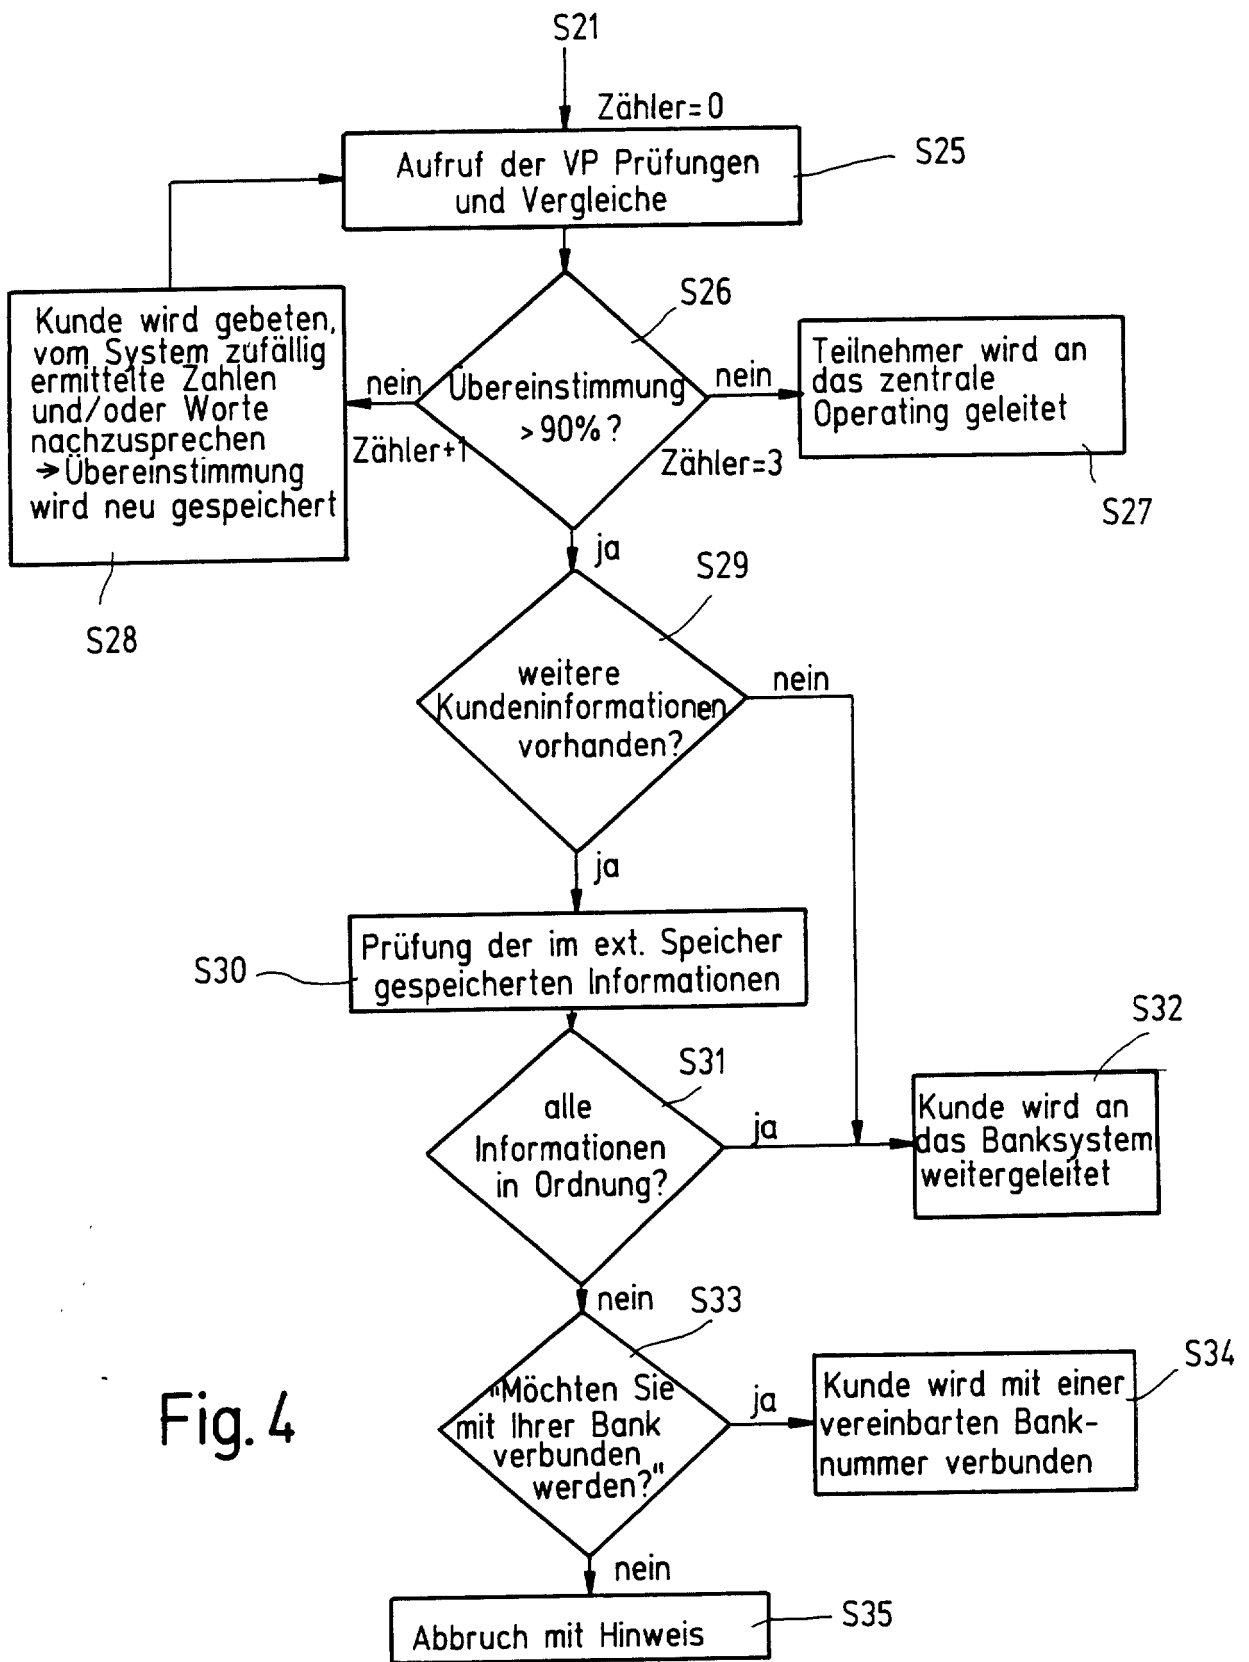 S21
Zähler=0
Aufruf der VP Prüfungen
und Vergleiche
S25
S26
Kunde wird gebeten,
vom System zufällig
ermittelte Zahlen
und/oder Worte
nachzusprechen
→Übereinstimmung
wird neu gespeichert
S28
nein
Zähler+1
Übereinstimmung
>90%?
nein
Zähler=3
Teilnehmer wird an
das zentrale
Operating geleitet
S27
ja
S29
weitere
Kundeninformationen
vorhanden?
nein
ja
S30
Prüfung der im ext. Speicher
gespeicherten Informationen
S31
alle
Informationen
in Ordnung?
ja
S32
Kunde wird an
das Banksystem
weitergeleitet
nein
S33
"Möchten Sie
mit Ihrer Bank
verbunden
werden?"
ja
S34
Kunde wird mit einer
vereinbarten Bank-
nummer verbunden
Fig. 4
nein
Abbruch mit Hinweis
S35